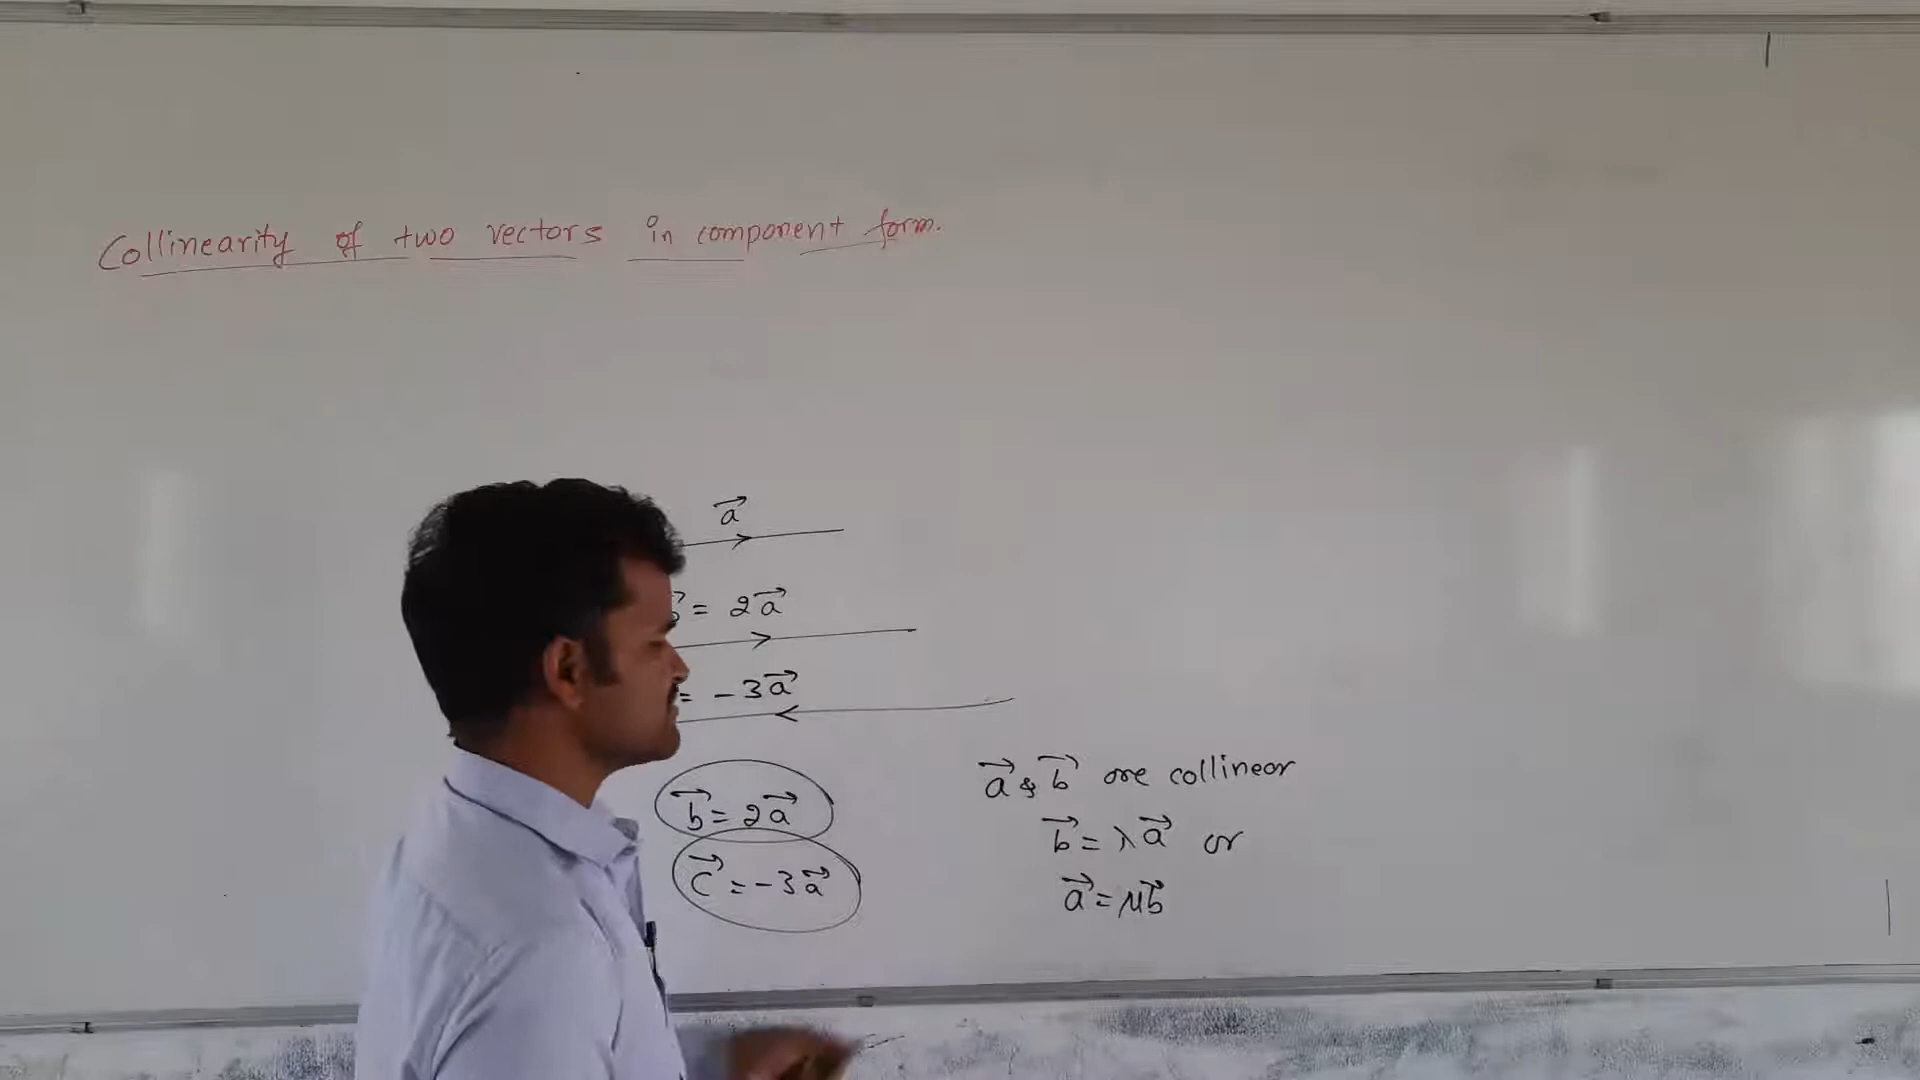 Collinearity of two vectors in component form.
a⃗
= 2a⃗
= -3a⃗
b⃗ = 2a⃗
c⃗ = -3a⃗
a⃗ & b⃗ are collinear
b⃗ = λa⃗ or
a⃗ = μb⃗